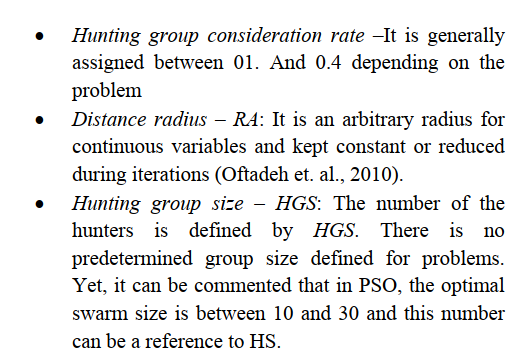 • Hunting group consideration rate –It is generally
assigned between 01. And 0.4 depending on the
problem
• Distance radius – RA: It is an arbitrary radius for
continuous variables and kept constant or reduced
during iterations (Oftadeh et. al., 2010).
• Hunting group size – HGS: The number of the
hunters is defined by HGS. There is no
predetermined group size defined for problems.
Yet, it can be commented that in PSO, the optimal
swarm size is between 10 and 30 and this number
can be a reference to HS.